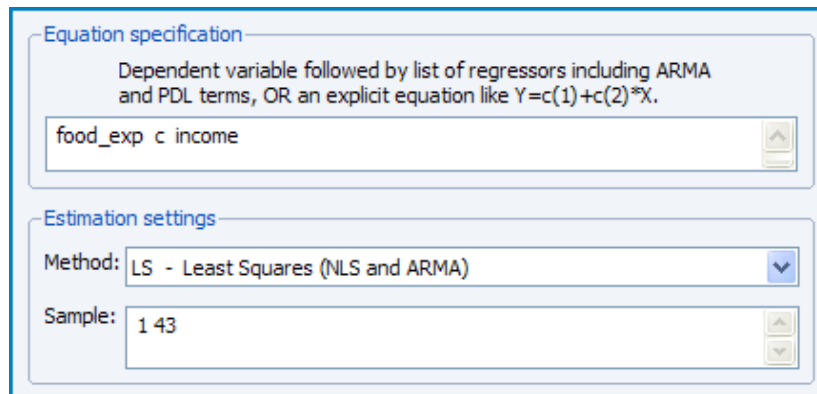 Equation specification
Dependent variable followed by list of regressors including ARMA
and PDL terms, OR an explicit equation like Y=c(1)+c(2)*X.
food_exp c income
Estimation settings
Method: LS - Least Squares (NLS and ARMA)
Sample: 1 43